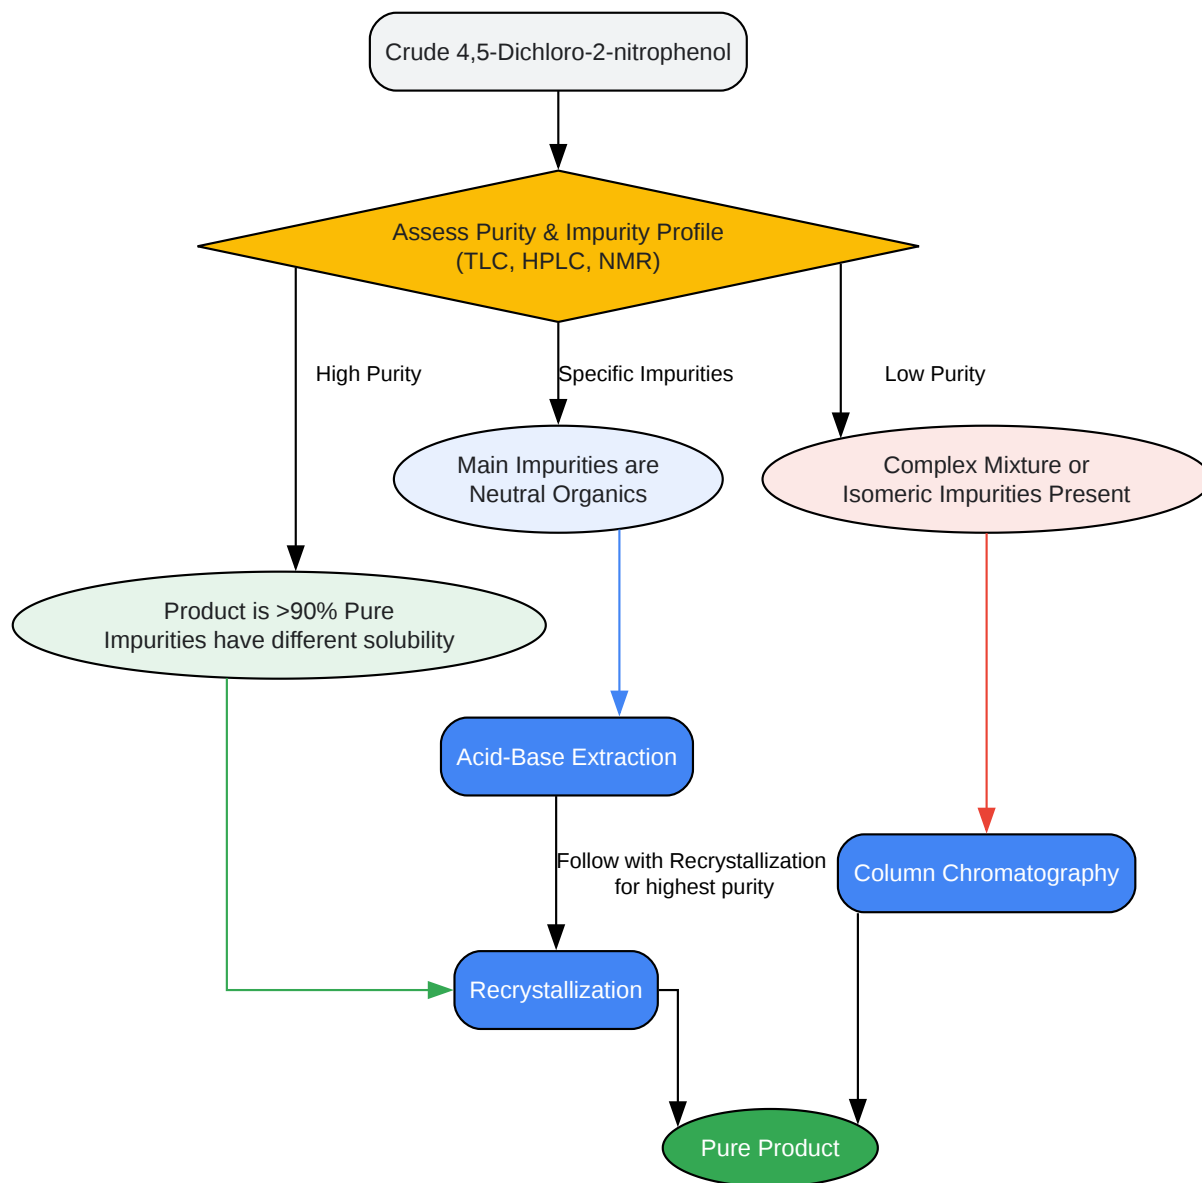 Crude 4,5-Dichloro-2-nitrophenol
Assess Purity & Impurity Profile
(TLC, HPLC, NMR)
High Purity
Specific Impurities
Low Purity
Main Impurities are
Neutral Organics
Complex Mixture or
Isomeric Impurities Present
Product is >90% Pure
Impurities have different solubility
Acid-Base Extraction
Follow with Recrystallization
for highest purity
Column Chromatography
Recrystallization
Pure Product